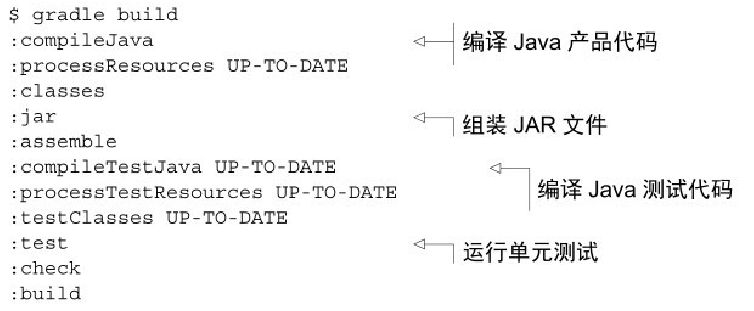 $ gradle build
:compileJava
编译 Java 产品代码
:processResources UP-TO-DATE
:classes
:jar
组装 JAR 文件
:assemble
:compileTestJava UP-TO-DATE
:processTestResources UP-TO-DATE
编译 Java 测试代码
:testClasses UP-TO-DATE
:test
运行单元测试
:check
:build